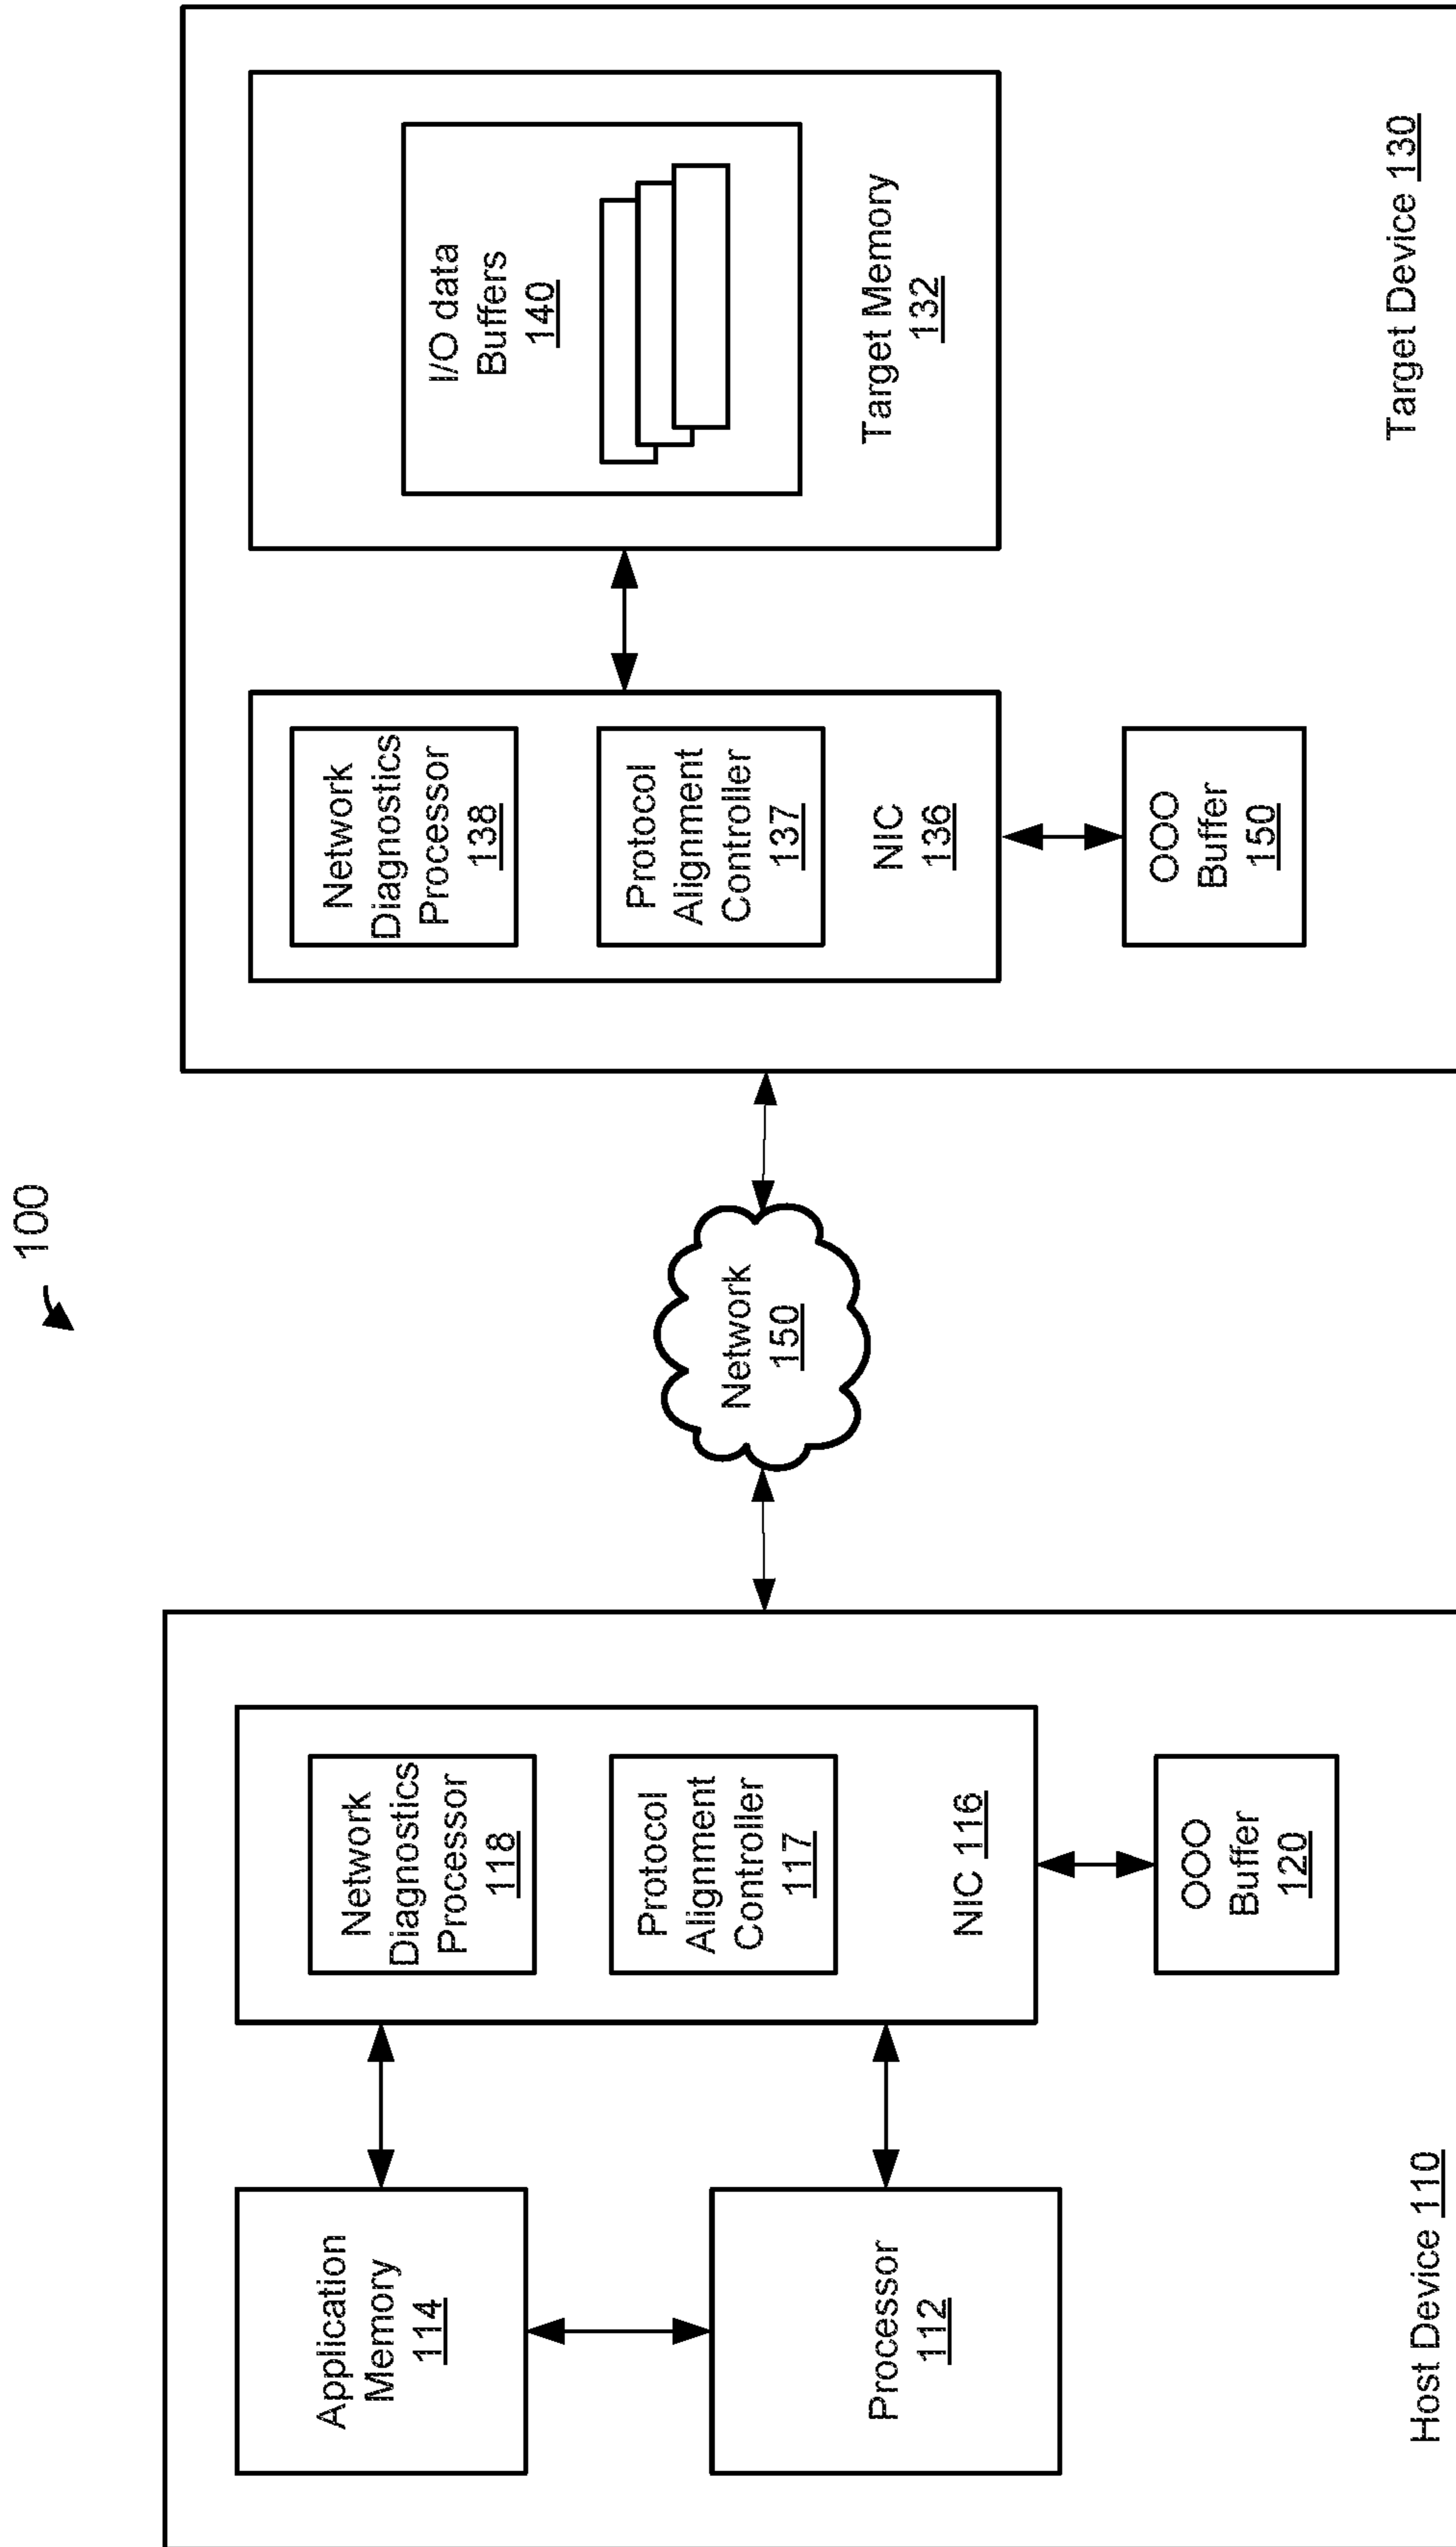 100
Application
Memory
114
Processor
112
Network
Diagnostics
Processor
118
Protocol
Alignment
Controller
117
NIC 116
OOO
Buffer
120
Host Device 110
Network
150
Network
Diagnostics
Processor
138
Protocol
Alignment
Controller
137
NIC
136
OOO
Buffer
150
I/O data
Buffers
140
Target Memory
132
Target Device 130